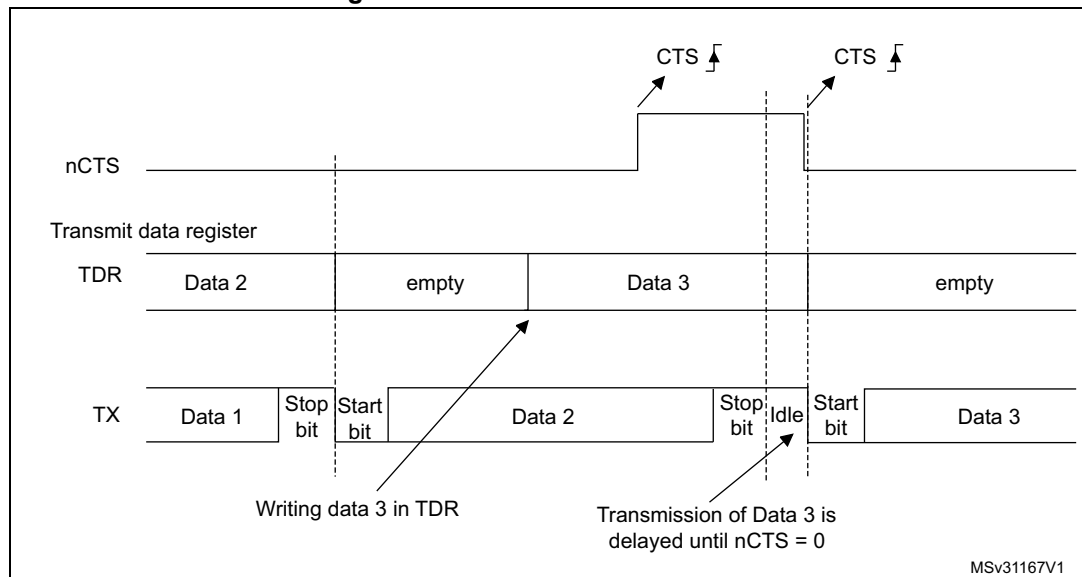 CTS CTS
nCTS
Transmit data register
TDR Data 2 empty Data 3 empty
TX Data 1 Stop bit Start bit Data 2 Stop bit Idle Start bit Data 3
Writing data 3 in TDR
Transmission of Data 3 is
delayed until nCTS = 0
MSv31167V1